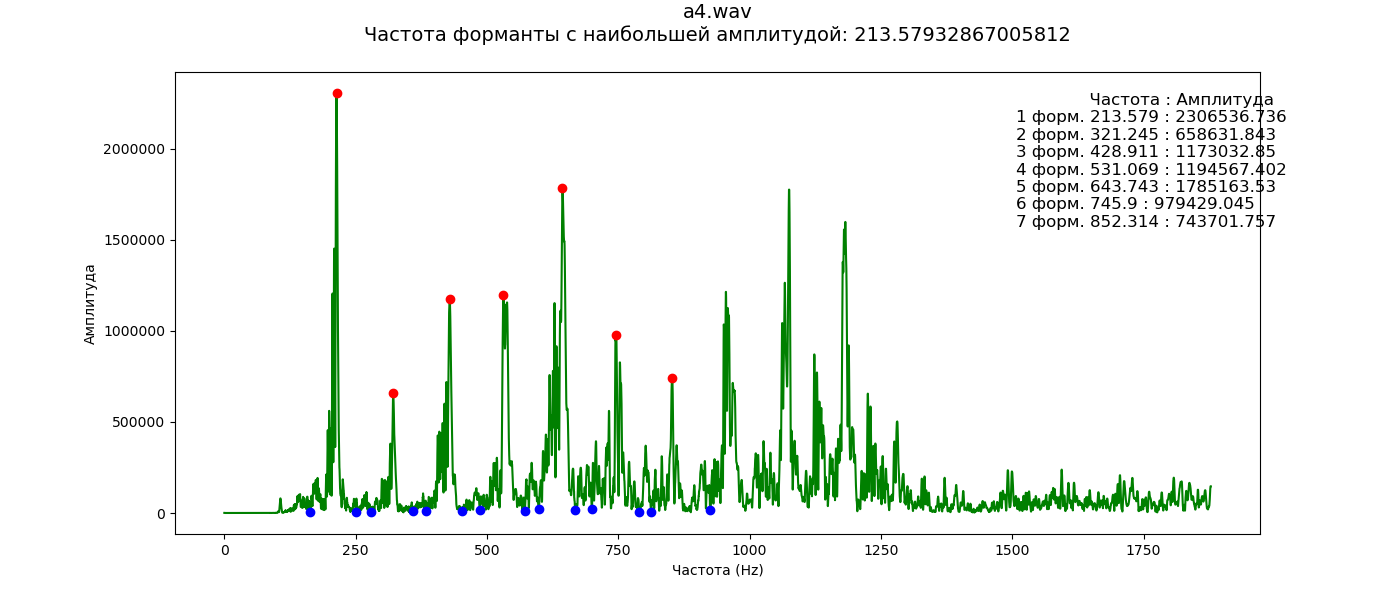 a4.wav
Частота форманты с наибольшей амплитудой: 213.57932867005812
Частота : Амплитуда
1 форм. 213.579 : 2306536.736
2 форм. 321.245 : 658631.843
3 форм. 428.911 : 1173032.85
4 форм. 531.069 : 1194567.402
5 форм. 643.743 : 1785163.53
6 форм. 745.9 : 979429.045
7 форм. 852.314 : 743701.757
Амплитуда
2000000
1500000
1000000
500000
0
0 250 500 750 1000 1250 1500 1750
Частота (Hz)